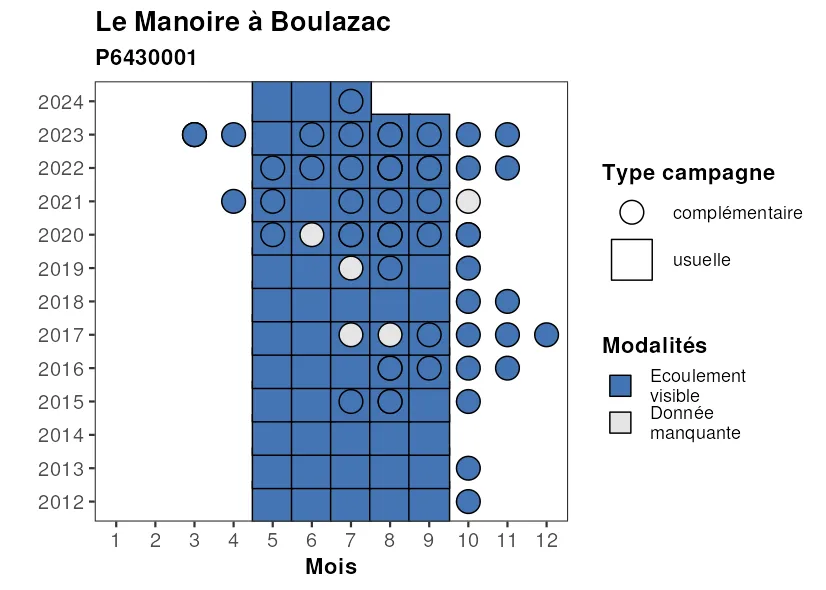 Le Manoire à Boulazac
P6430001
2024
2023
2022
2021
2020
2019
2018
2017
2016
2015
2014
2013
2012
1 2 3 4 5 6 7 8 9 10 11 12
Mois
Type campagne
complémentaire
usuelle
Modalités
Ecoulement
visible
Donnée
manquante